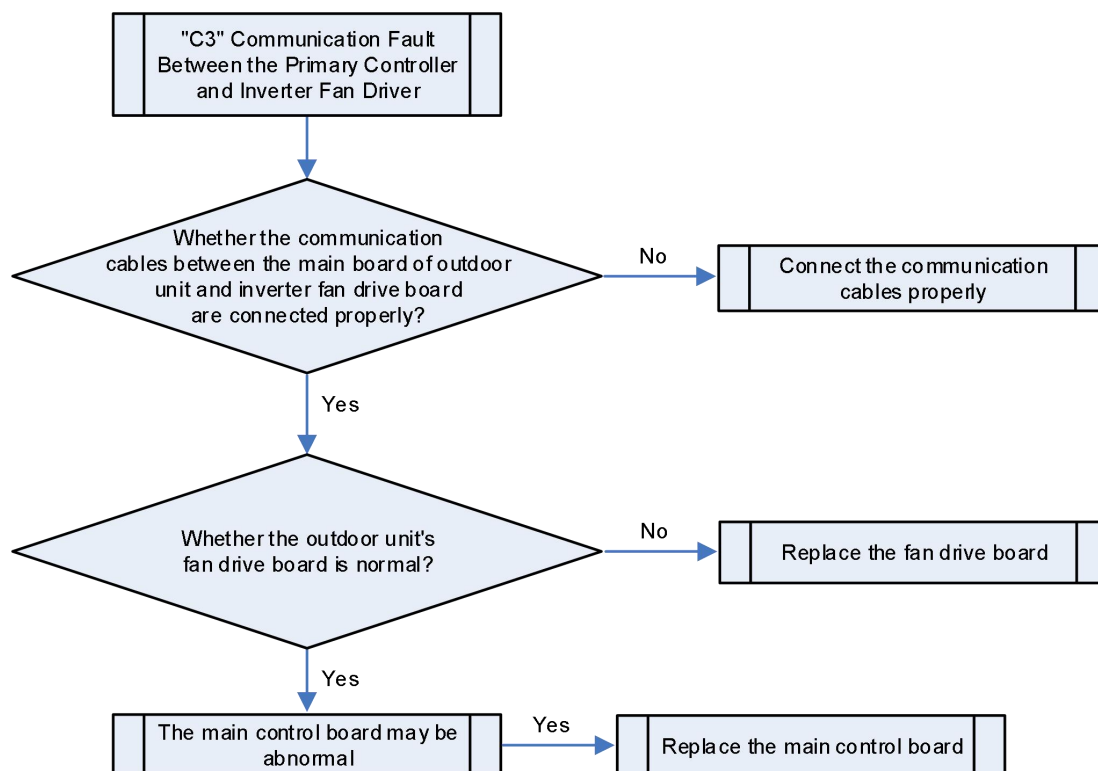 "C3" Communication Fault
Between the Primary Controller
and Inverter Fan Driver
Whether the communication
cables between the main board of outdoor
unit and inverter fan drive board
are connected properly?
No
Connect the communication
cables properly
Yes
Whether the outdoor unit's
fan drive board is normal?
No
Replace the fan drive board
Yes
The main control board may be
abnormal
Yes
Replace the main control board